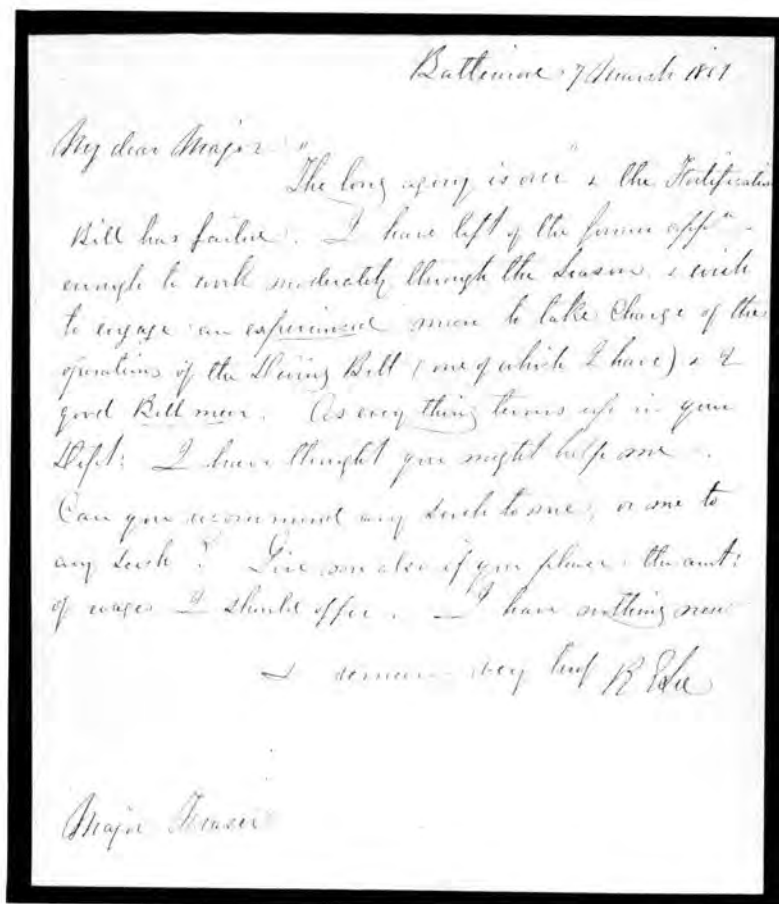 Baltimore 7 March 1851
My dear Major
"The long agony is over" & the Fortification
Bill has failed. I have left of the former appn
enough to work moderately through the Season, & wish
to engage an experienced man to take Charge of the
operations of the Diving Bell (one of which I have) & 4
good Bell men. As every thing turns up in your
Dept: I have thought you might help me.
Can you recommend any such to me, or me to
any such? Give me also if you please the amt:
of wages I should offer. I have nothing new
& remain very truly R E Lee
Major Fraser